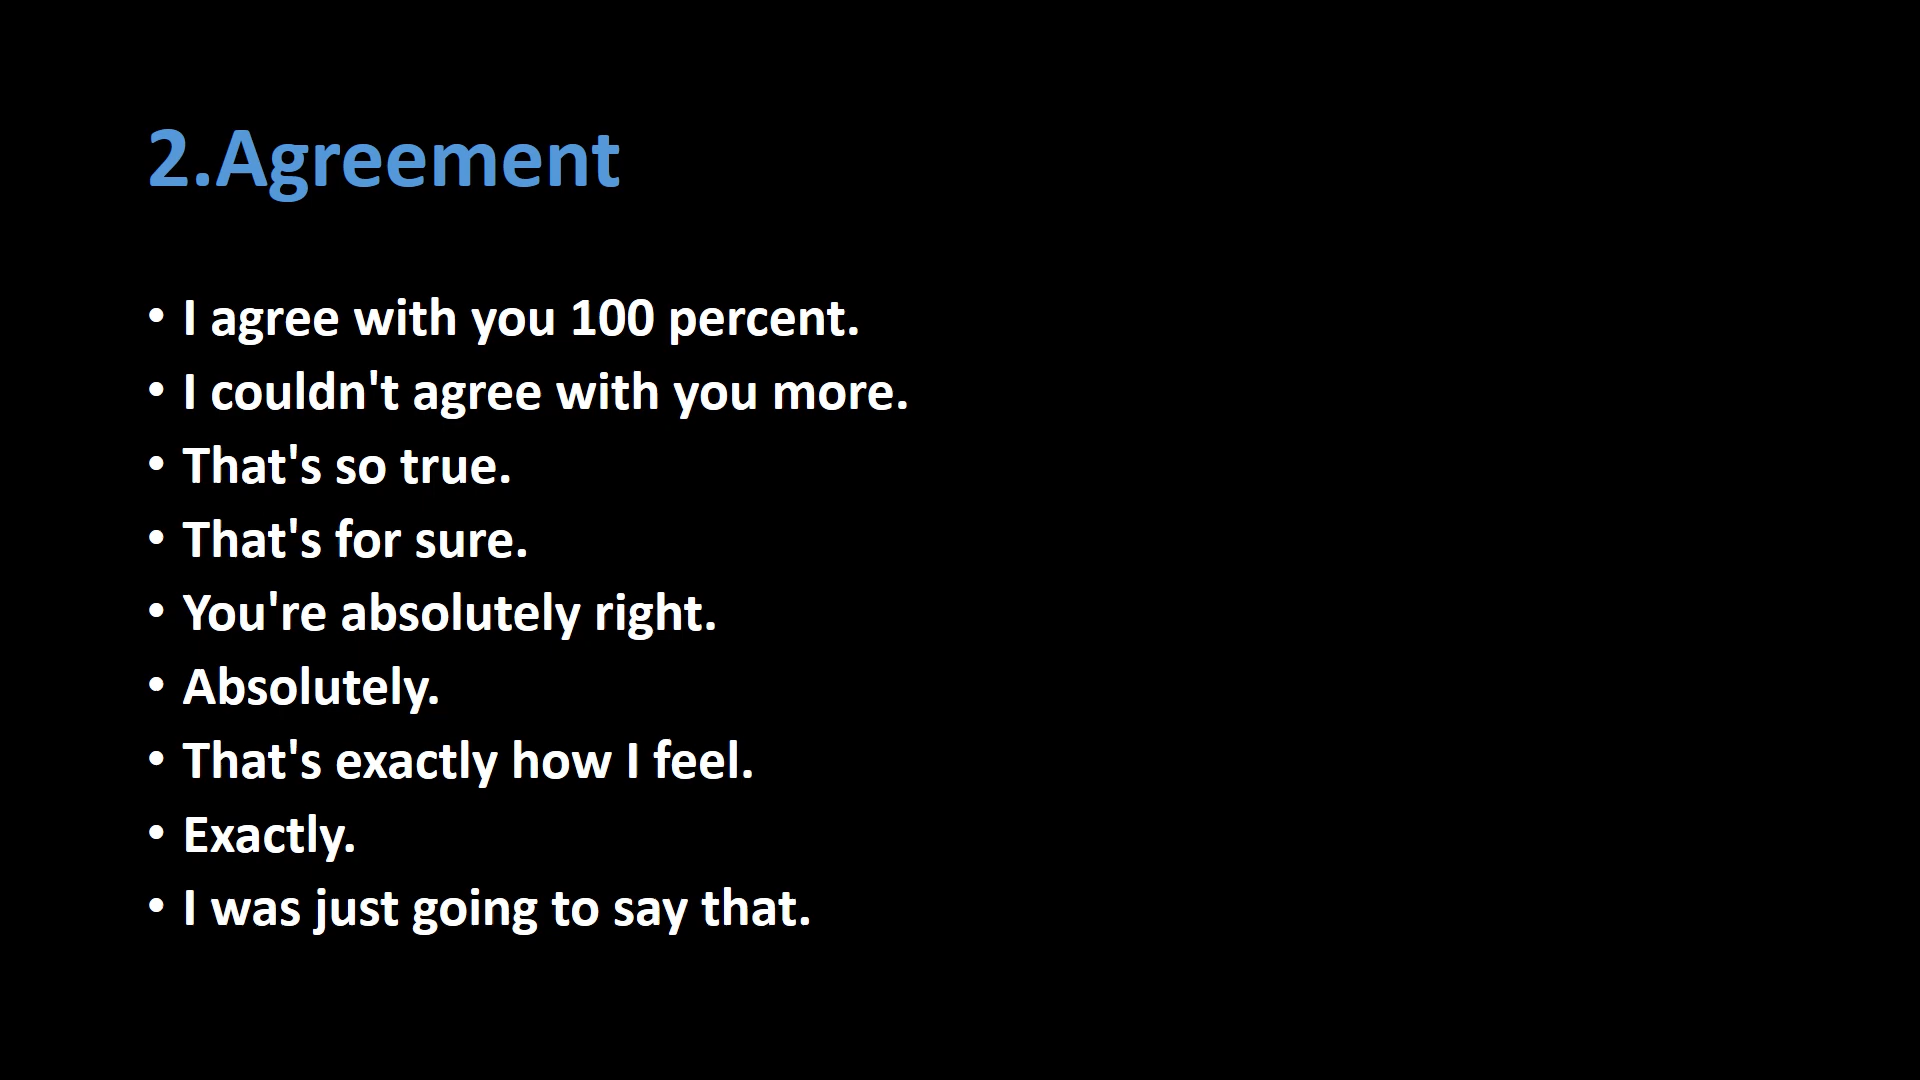 2.Agreement
• I agree with you 100 percent.
• I couldn't agree with you more.
• That's so true.
• That's for sure.
• You're absolutely right.
• Absolutely.
• That's exactly how I feel.
• Exactly.
• I was just going to say that.